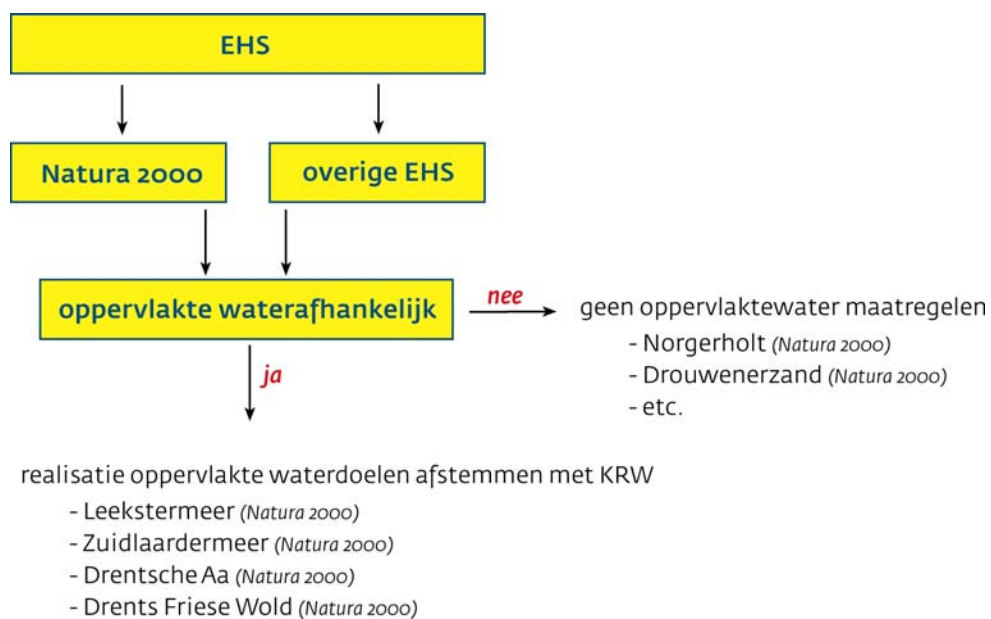 EHS
Natura 2000
overige EHS
oppervlakte waterafhankelijk
nee
geen oppervlaktewater maatregelen
- Norgerholt (Natura 2000)
- Drouwenerzand (Natura 2000)
- etc.
ja
realisatie oppervlakte waterdoelen afstemmen met KRW
- Leekstermeer (Natura 2000)
- Zuidlaardermeer (Natura 2000)
- Drentsche Aa (Natura 2000)
- Drents Friese Wold (Natura 2000)